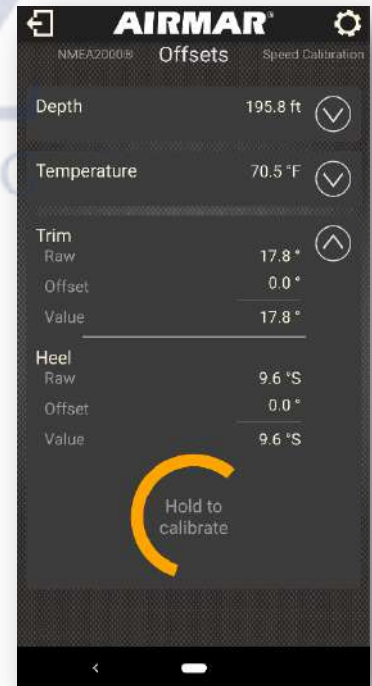 AIRMAR®
NMEA2000® Offsets Speed Calibration
Depth 195.8 ft
Temperature 70.5 °F
Trim
Raw 17.8 °
Offset 0.0 °
Value 17.8 °
Heel
Raw 9.6 °S
Offset 0.0 °
Value 9.6 °S
Hold to
calibrate